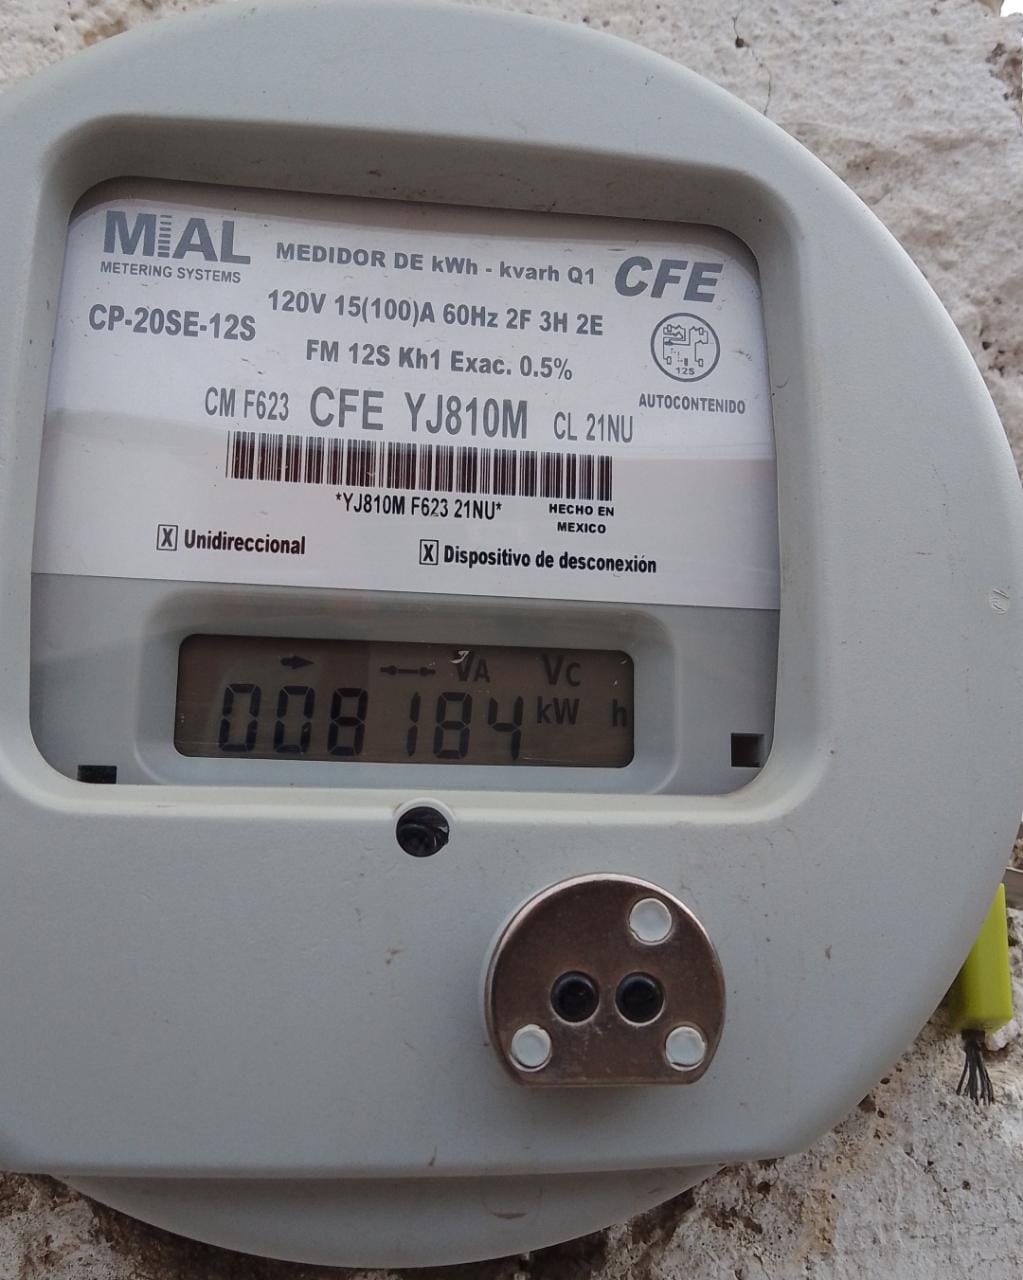 MIAL
METERING SYSTEMS
MEDIDOR DE kWh - kvarh Q1
CFE
CP-20SE-12S
120V 15(100)A 60Hz 2F 3H 2E
FM 12S Kh1 Exac. 0.5%
12S
AUTOCONTENIDO
CM F623 CFE YJ810M CL 21NU
*YJ810M F623 21NU*
HECHO EN
MEXICO
X Unidireccional
X Dispositivo de desconexión
VA VC
008184 kW h